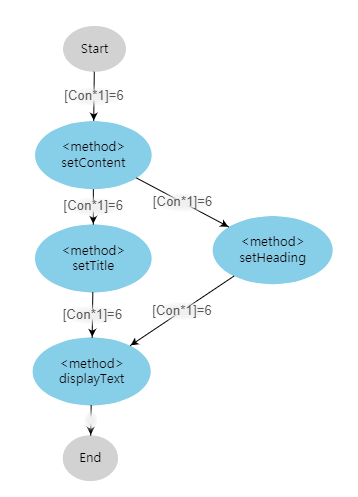 Start
[Con*1]=6
<method>
setContent
[Con*1]=6
[Con*1]=6
<method>
setTitle
<method>
setHeading
[Con*1]=6
[Con*1]=6
<method>
displayText
End